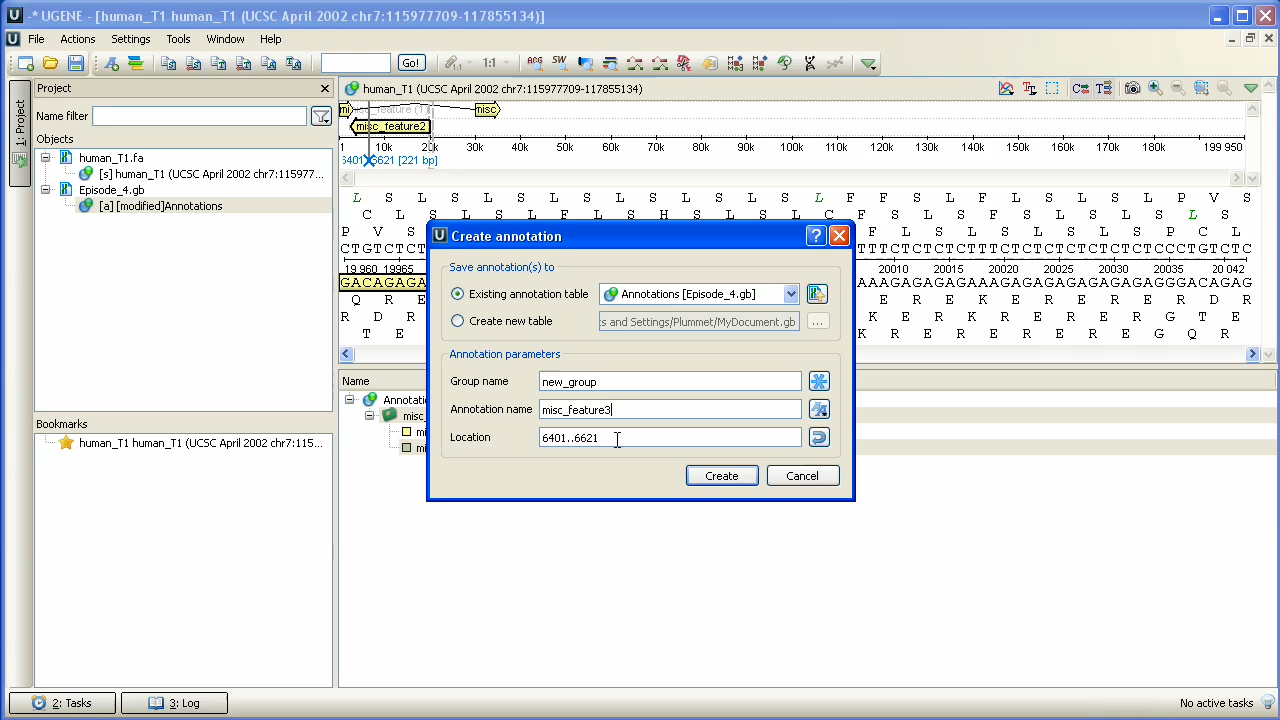 -* UGENE - [human_T1 human_T1 (UCSC April 2002 chr7:115977709-117855134)]
File Actions Settings Tools Window Help
Go!
1:1
1: Project
Project
Name filter
Objects
human_T1.fa
[s] human_T1 (UCSC April 2002 chr7:115977...
Episode_4.gb
[a] [modified]Annotations
Bookmarks
human_T1 human_T1 (UCSC April 2002 chr7:115...
human_T1 (UCSC April 2002 chr7:115977709-117855134)
misc
misc_feature2
1 10k 20k 30k 40k 50k 60k 70k 80k 90k 100k 110k 120k 130k 140k 150k 160k 170k 180k 199 950
[221 bp]
19 960 19965
20010 20015 20020 20025 20030 20035 20 042
GACAGAGAG
Name
Create annotation
Save annotation(s) to
Existing annotation table
Annotations [Episode_4.gb]
Create new table
s and Settings/Plummet/MyDocument.gb
...
Annotation parameters
Group name
new_group
Annotation name
misc_feature3
Location
6401..6621
Create
Cancel
2: Tasks
3: Log
No active tasks